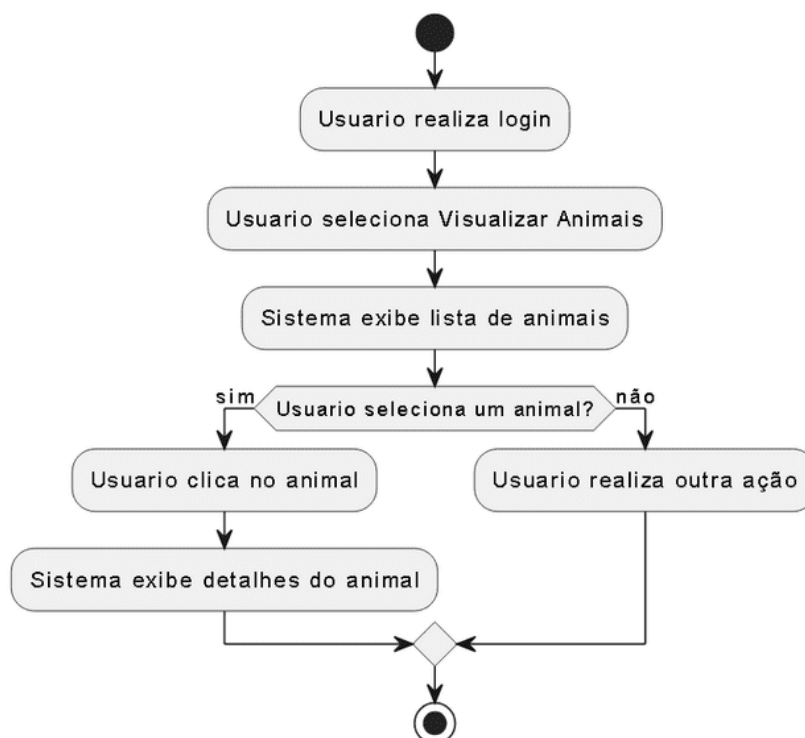 Usuario realiza login
Usuario seleciona Visualizar Animais
Sistema exibe lista de animais
sim
Usuario seleciona um animal?
não
Usuario clica no animal
Usuario realiza outra ação
Sistema exibe detalhes do animal